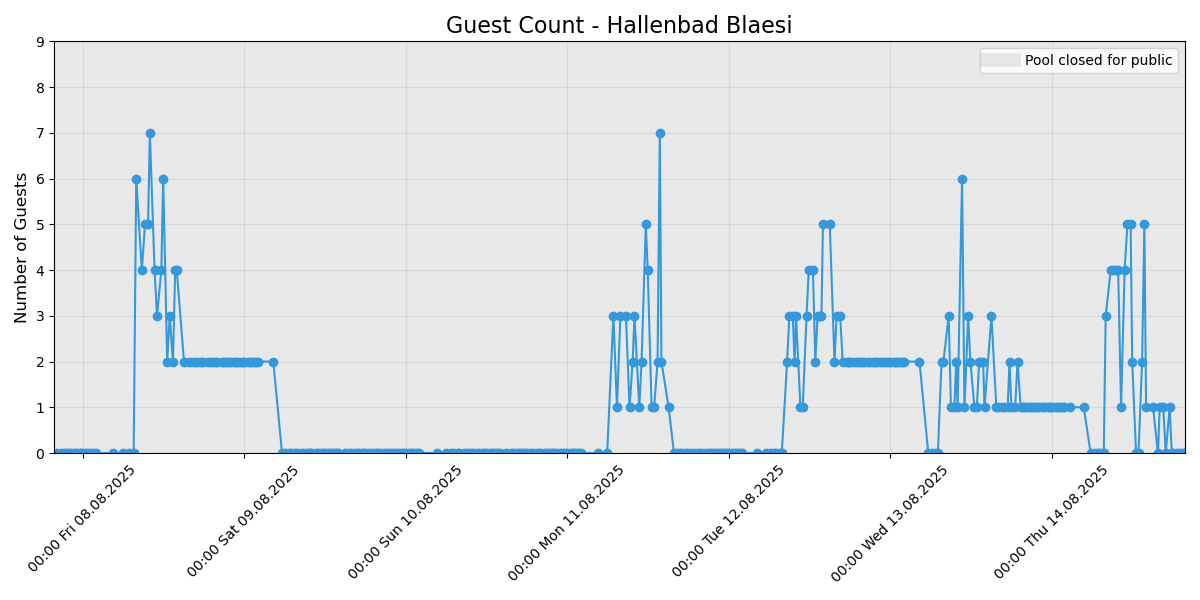 Guest Count - Hallenbad Blaesi
Pool closed for public
Number of Guests
9
8
7
6
5
4
3
2
1
0
00:00 Fri 08.08.2025
00:00 Sat 09.08.2025
00:00 Sun 10.08.2025
00:00 Mon 11.08.2025
00:00 Tue 12.08.2025
00:00 Wed 13.08.2025
00:00 Thu 14.08.2025